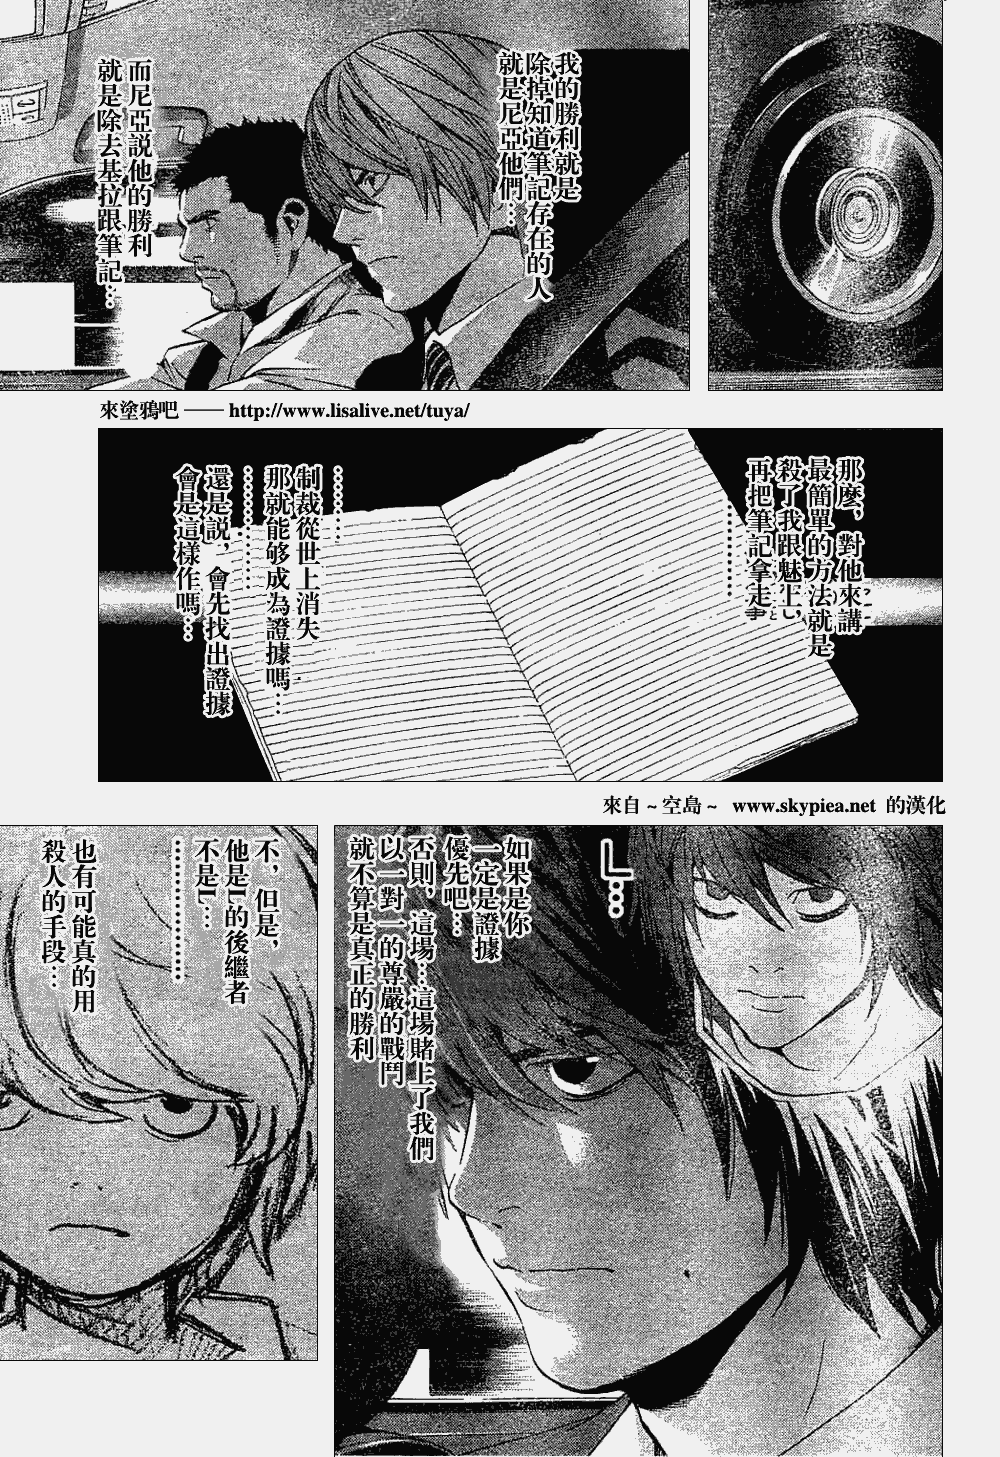 我的勝利就是
除掉知道筆記存在的人
就是尼亞他們…
而尼亞説他的勝利
就是除去基拉跟筆記…
來塗鴉吧 —— http://www.lisalive.net/tuya/
那麼，對他來講
最簡單的方法就是
殺了我跟魅上，
再把筆記拿走
………
制裁從世上消失
那就能够成為證據嗎…
…………
還是説，會先找出證據
會是這樣作嗎…
來自～空島～ www.skypiea.net 的漢化
L…
如果是你
一定是證據
優先吧…
否則，這場…這場賭上了我們
以一對一的尊嚴的戰鬥
就不算是真正的勝利
不，但是，
他是L的後繼者
不是L…
……………
也有可能真的用
殺人的手段…